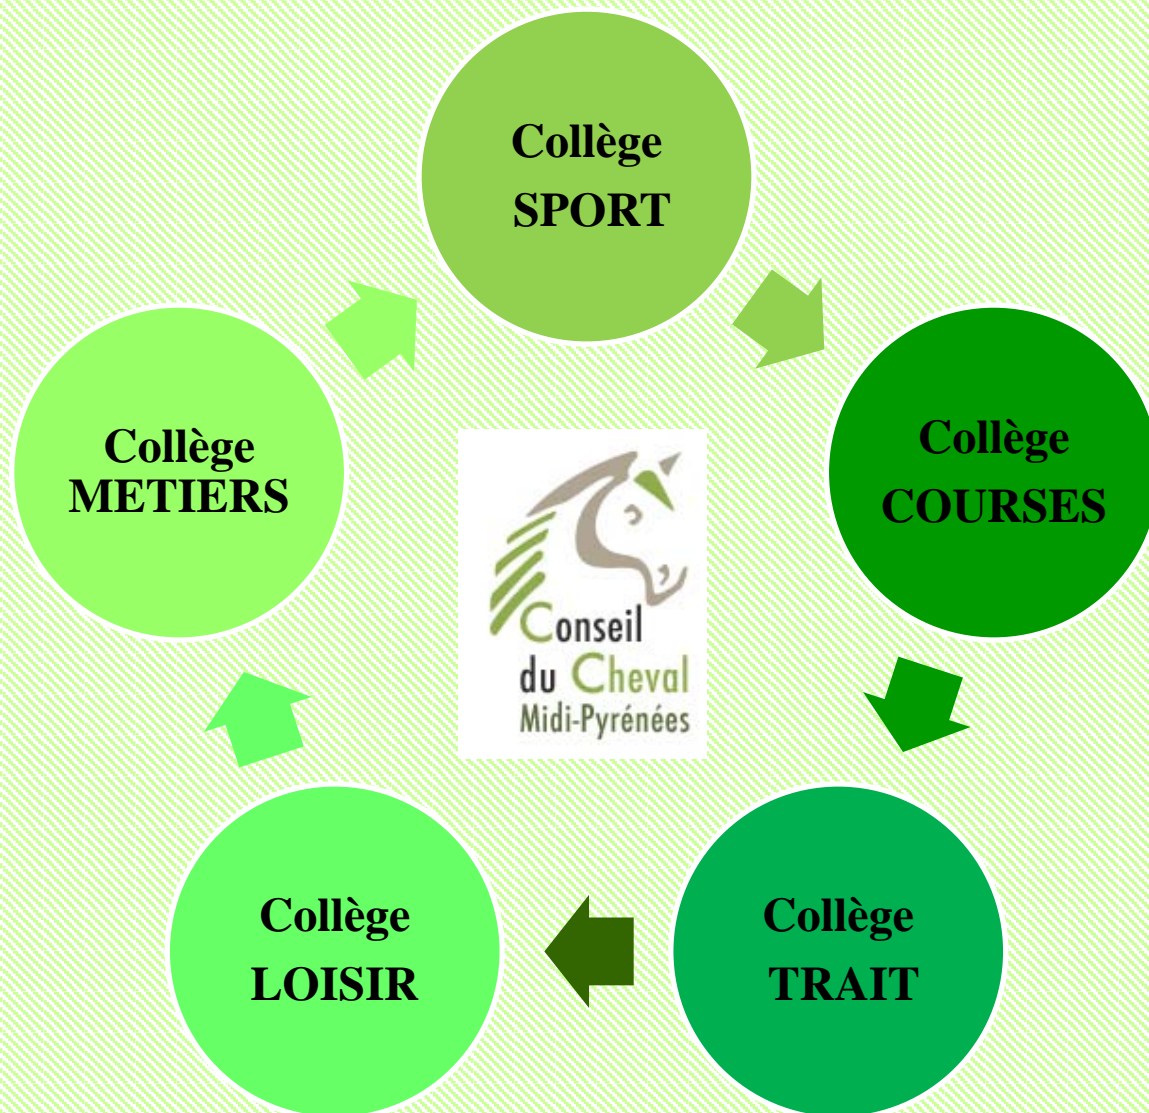 Collège
SPORT
Collège
METIERS
Collège
COURSES
Conseil
du Cheval
Midi-Pyrénées
Collège
LOISIR
Collège
TRAIT